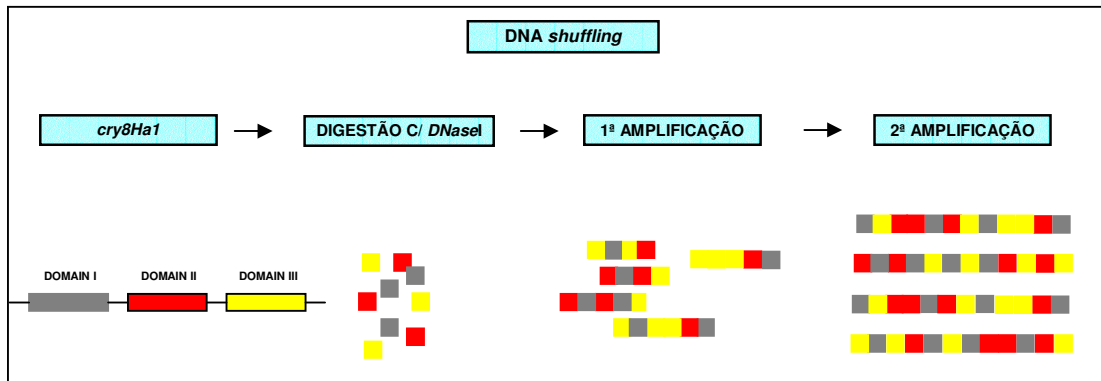 DNA shuffling
cry8Ha1
DIGESTÃO C/ DNaseI
1ª AMPLIFICAÇÃO
2ª AMPLIFICAÇÃO
DOMAIN I
DOMAIN II
DOMAIN III